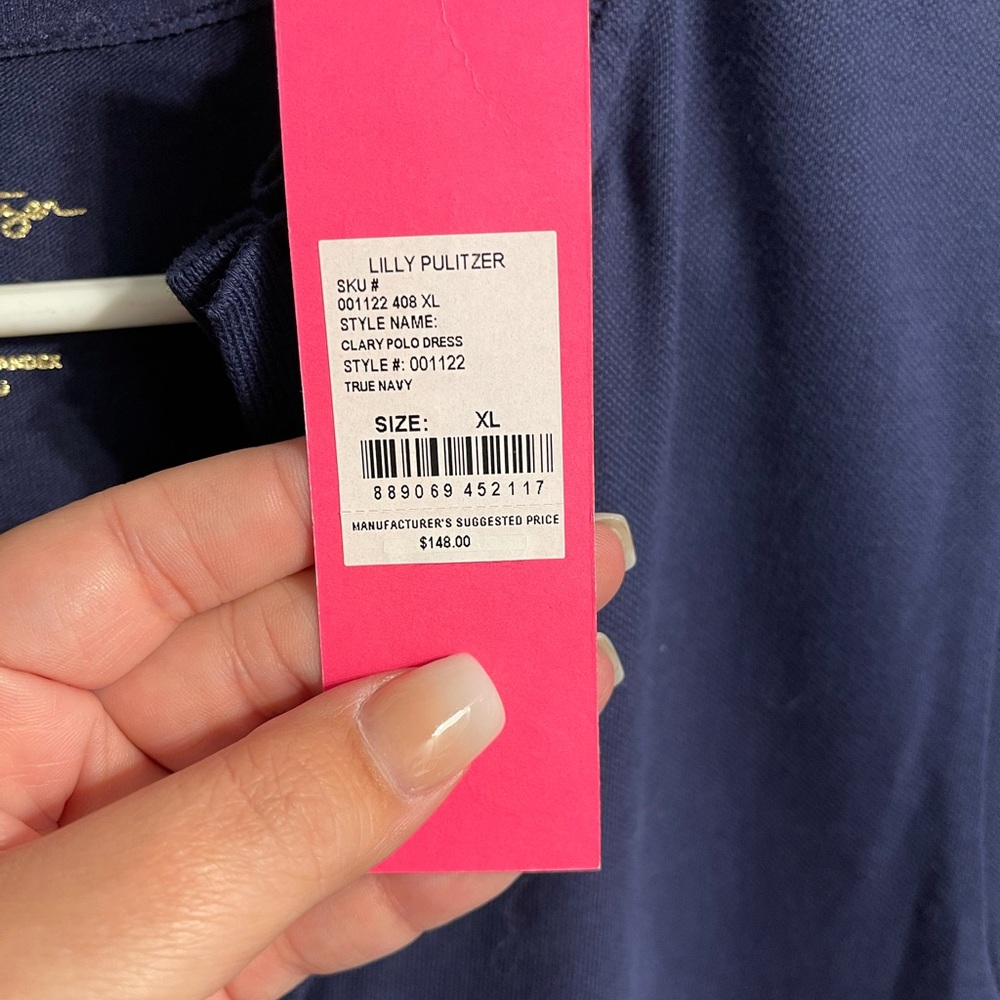 LILLY PULITZER
SKU #
001122 408 XL
STYLE NAME:
CLARY POLO DRESS
STYLE #: 001122
TRUE NAVY
SIZE: XL
889069 452117
MANUFACTURER'S SUGGESTED PRICE
$148.00